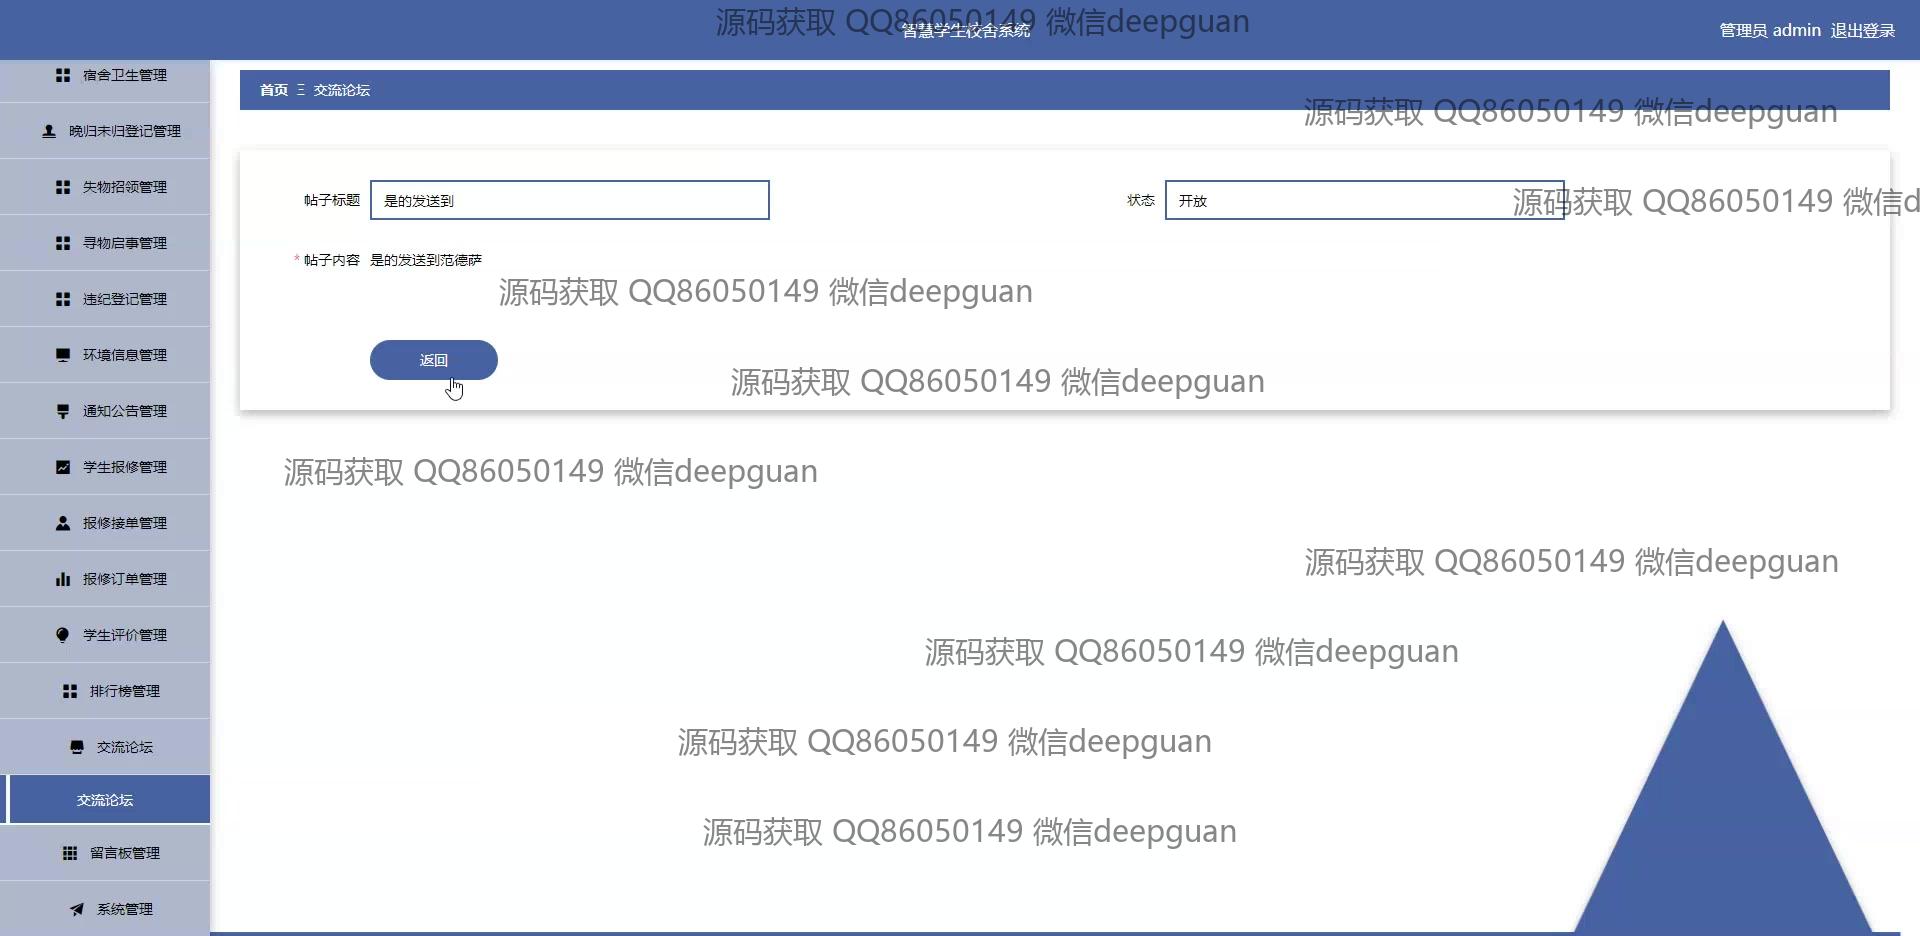 源码获取 QQ86050149 微信deepguan
智慧学生校舍系统
管理员 admin 退出登录
宿舍卫生管理
首页 Ξ 交流论坛
源码获取 QQ86050149 微信deepguan
晚归未归登记管理
失物招领管理
帖子标题 是的发送到
状态 开放
源码获取 QQ86050149 微信d
寻物启事管理
* 帖子内容 是的发送到范德萨
源码获取 QQ86050149 微信deepguan
违纪登记管理
环境信息管理
返回
源码获取 QQ86050149 微信deepguan
通知公告管理
学生报修管理
源码获取 QQ86050149 微信deepguan
报修接单管理
源码获取 QQ86050149 微信deepguan
报修订单管理
学生评价管理
源码获取 QQ86050149 微信deepguan
排行榜管理
交流论坛
源码获取 QQ86050149 微信deepguan
交流论坛
源码获取 QQ86050149 微信deepguan
留言板管理
系统管理